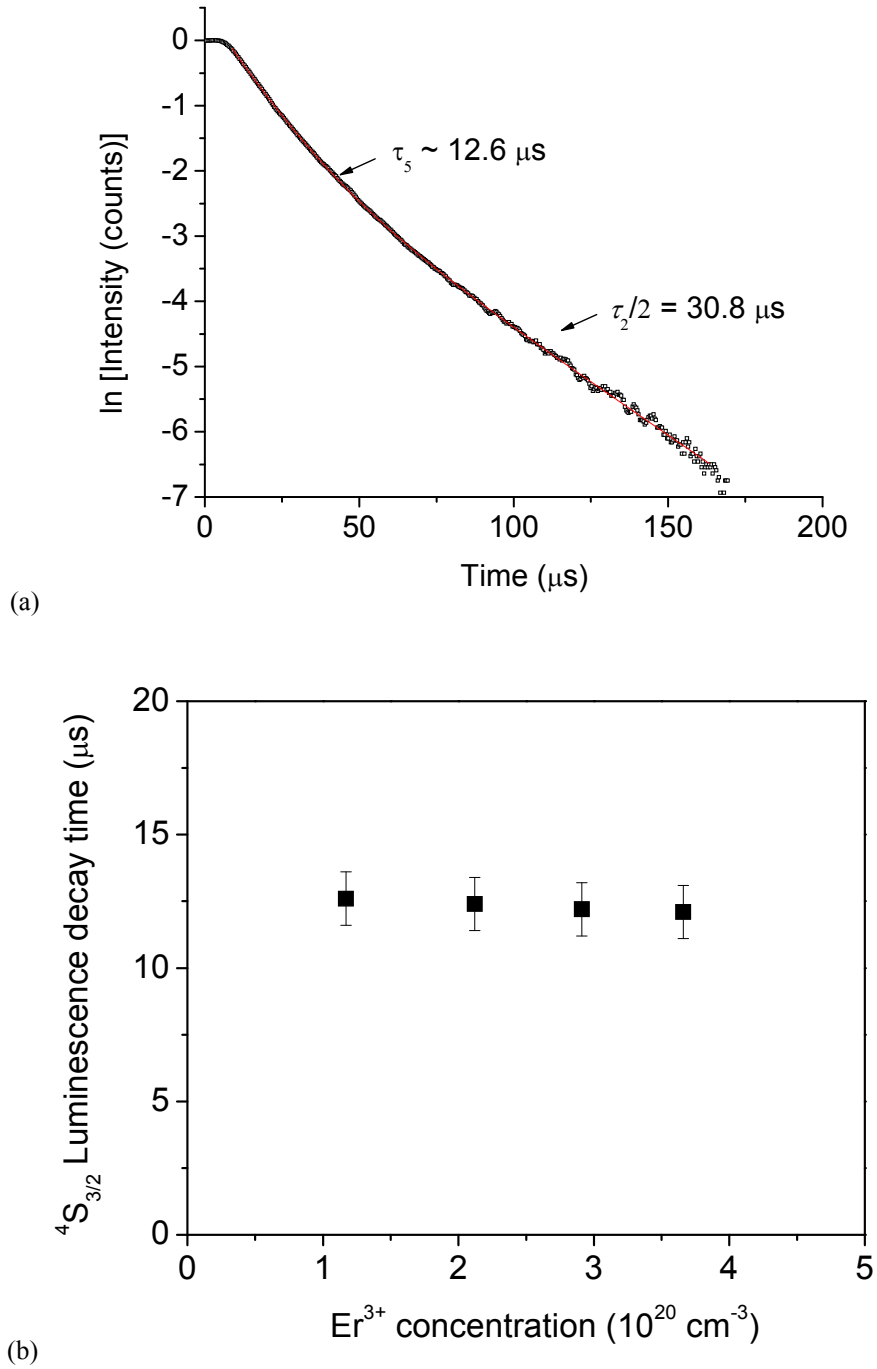 0
-1
-2
-3
-4
-5
-6
-7
ln [Intensity (counts)]
τ₅ ~ 12.6 μs
τ₂/2 = 30.8 μs
0 50 100 150 200
Time (μs)
(a)
20
15
10
5
0
⁴S₃/₂ Luminescence decay time (μs)
0 1 2 3 4 5
Er³⁺ concentration (10²⁰ cm⁻³)
(b)